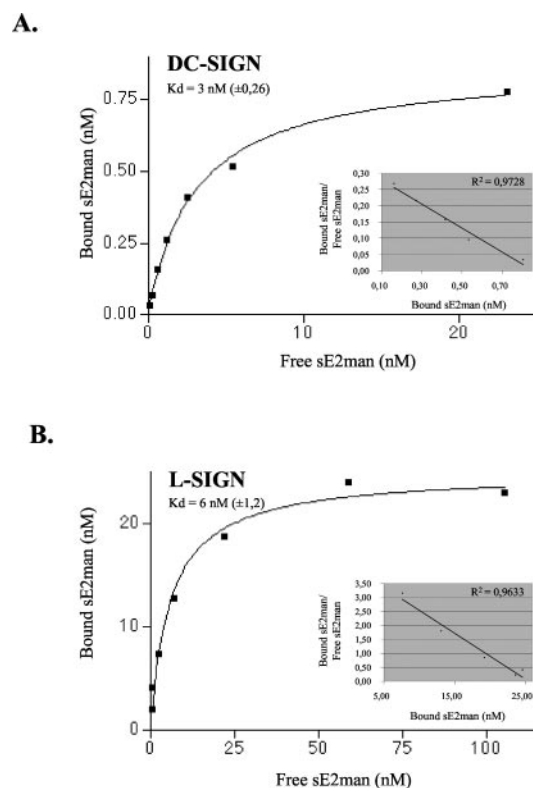 A.
DC-SIGN
Kd = 3 nM (±0,26)
Bound sE2man (nM)
0.75
0.50
0.25
0.00
0
10
20
Free sE2man (nM)
Bound sE2man/
Free sE2man
0,30
0,25
0,20
0,15
0,10
0,05
0,00
R² = 0,9728
0,10
0,30
0,50
0,70
Bound sE2man (nM)
B.
L-SIGN
Kd = 6 nM (±1,2)
Bound sE2man (nM)
20
10
0
0
25
50
75
100
Free sE2man (nM)
Bound sE2man/
Free sE2man
3,50
3,00
2,50
2,00
1,50
1,00
0,50
0,00
R² = 0,9633
5,00
15,00
25,00
Bound sE2man (nM)